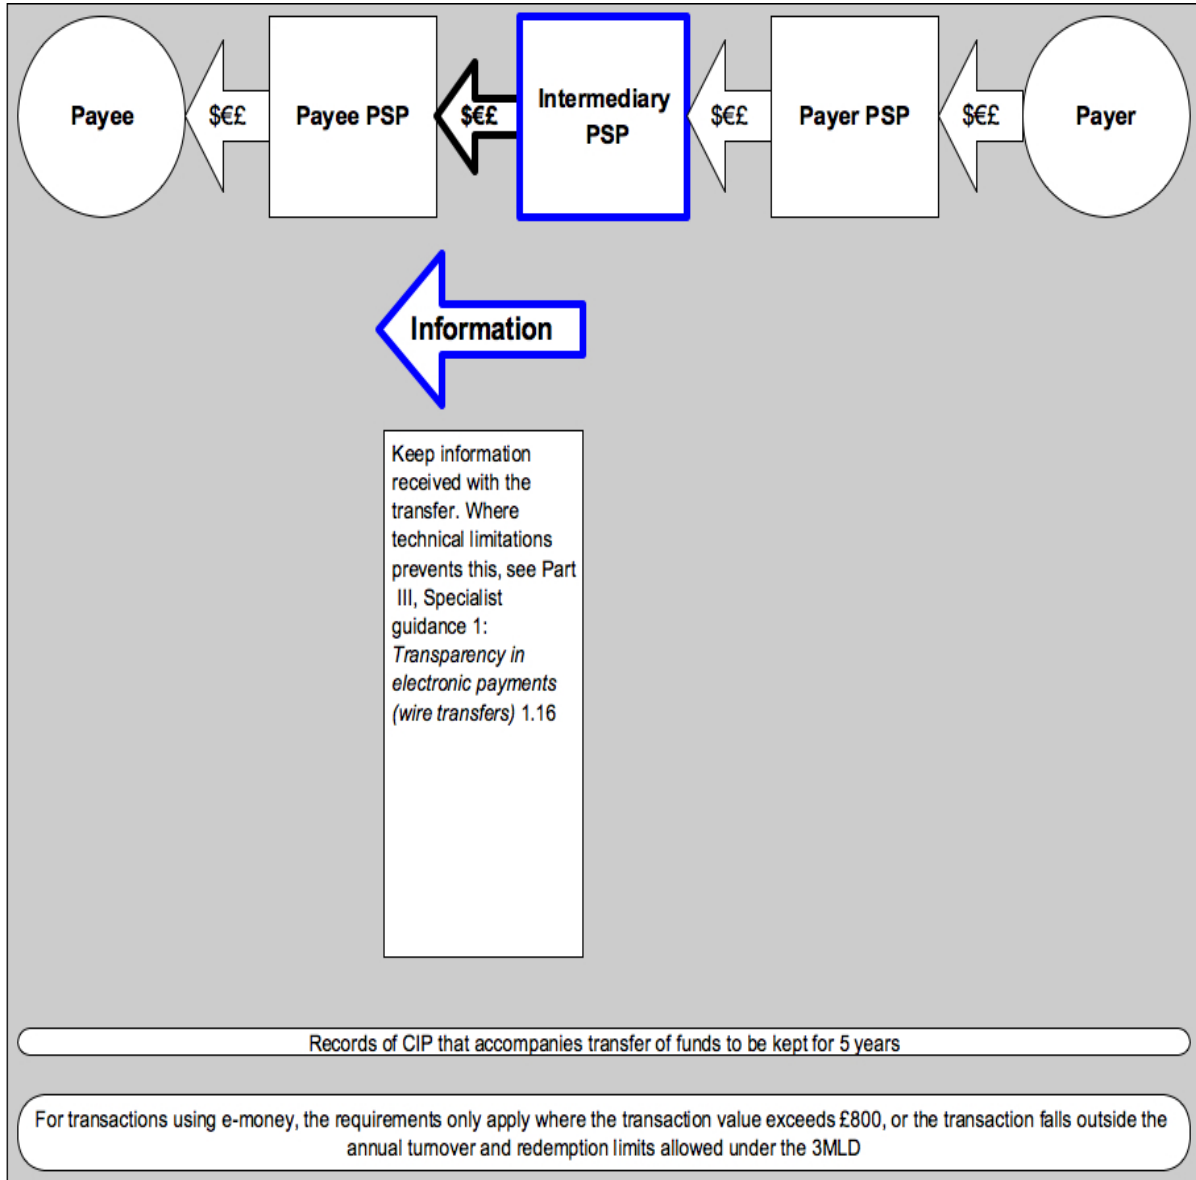 Payee
$€£
Payee PSP
$€£
Intermediary
PSP
$€£
Payer PSP
$€£
Payer
Information
Keep information
received with the
transfer. Where
technical limitations
prevents this, see Part
III, Specialist
guidance 1:
Transparency in
electronic payments
(wire transfers) 1.16
Records of CIP that accompanies transfer of funds to be kept for 5 years
For transactions using e-money, the requirements only apply where the transaction value exceeds £800, or the transaction falls outside the
annual turnover and redemption limits allowed under the 3MLD